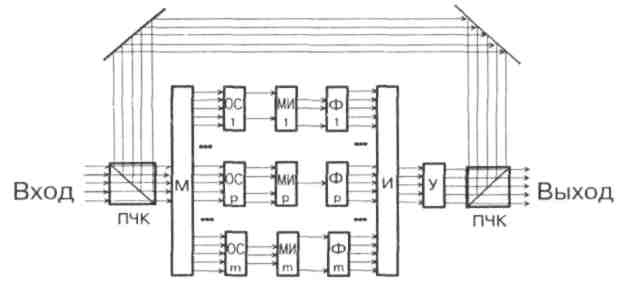 ОС 1 МИ 1 Ф 1
... ...
Вход ПЧК М ОС р МИ р Ф р И У ПЧК Выход
... ...
ОС m МИ m Ф m